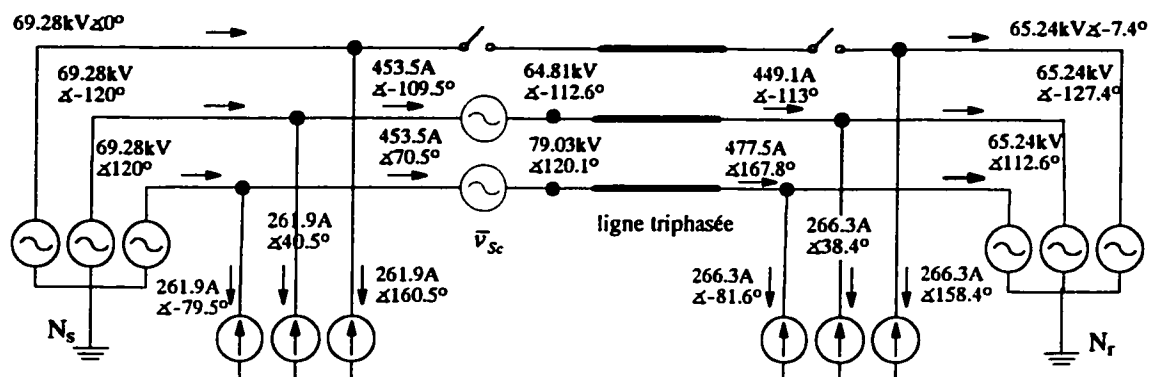 69.28kV∡0°
65.24kV∡-7.4°
69.28kV
∡-120°
453.5A
∡-109.5°
64.81kV
∡-112.6°
449.1A
∡-113°
65.24kV
∡-127.4°
69.28kV
∡120°
453.5A
∡70.5°
79.03kV
∡120.1°
477.5A
∡167.8°
65.24kV
∡112.6°
261.9A
∡40.5°
v̄Sc
ligne triphasée
266.3A
∡38.4°
261.9A
∡-79.5°
261.9A
∡160.5°
266.3A
∡-81.6°
266.3A
∡158.4°
Ns
Nr